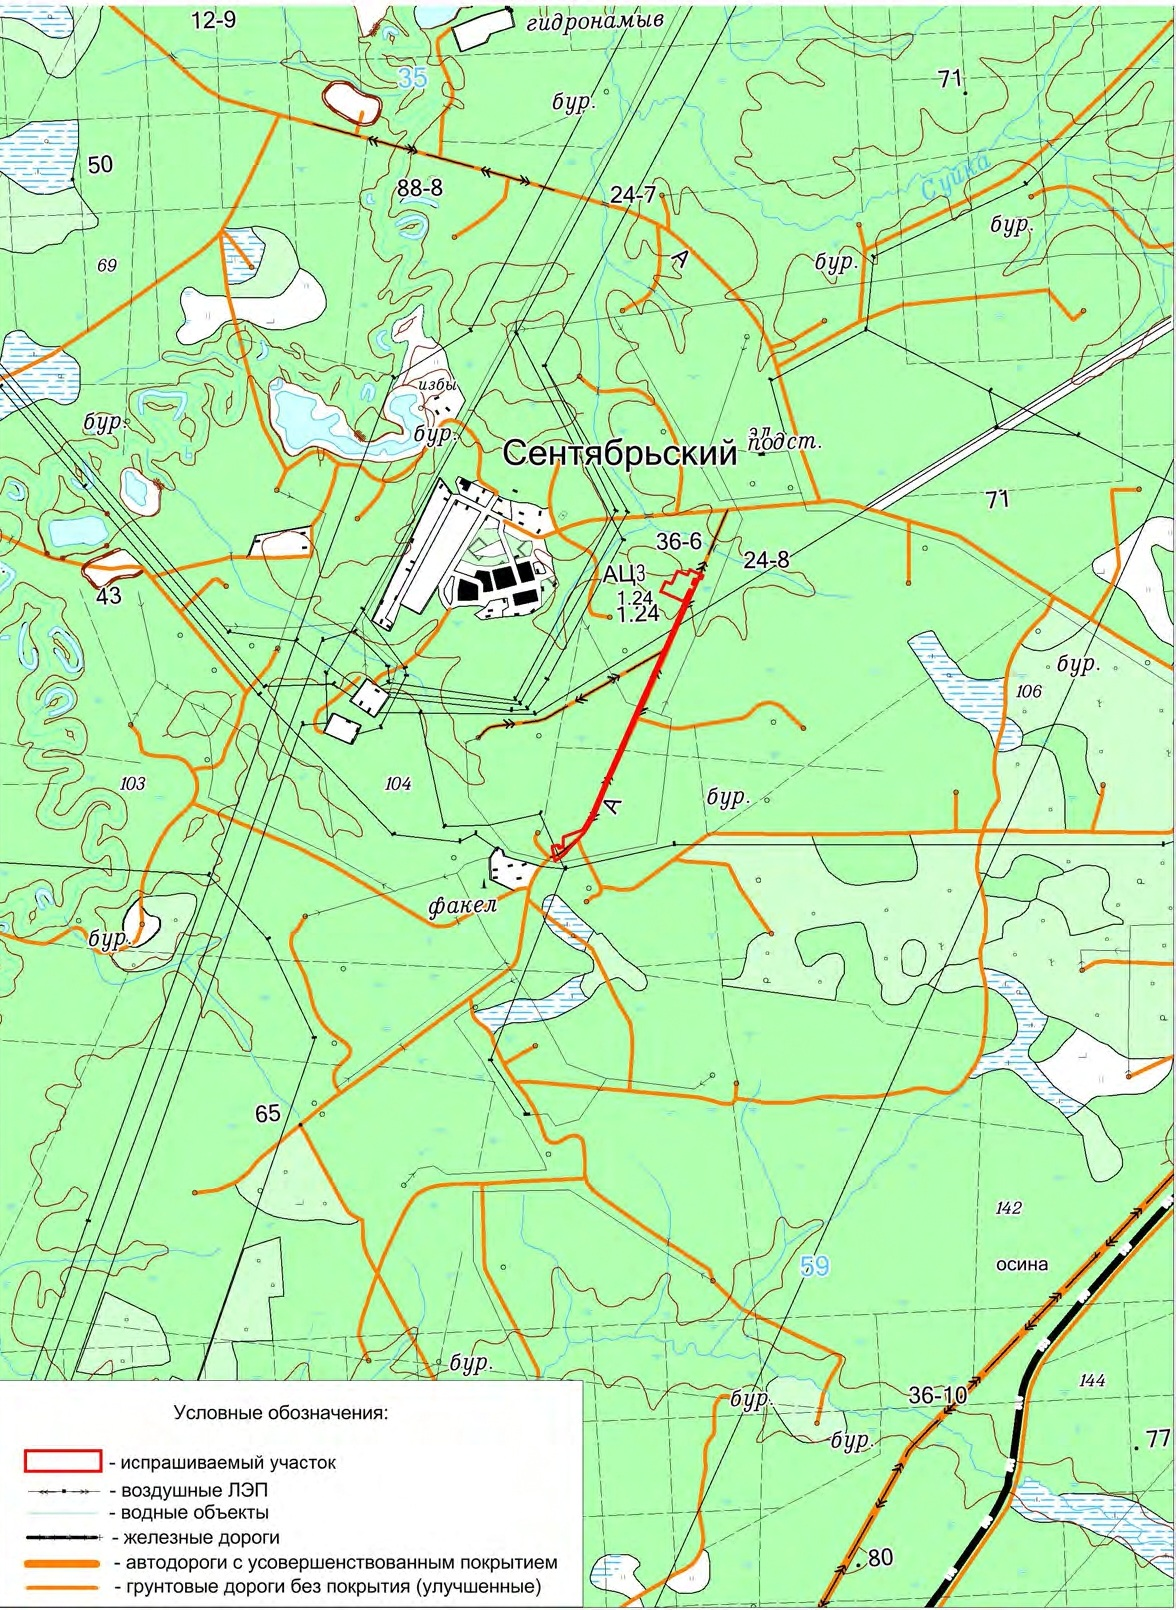 12-9
гидронамыв
35
71
бур.
50
88-8
24-7
Суйка
бур.
69
А
бур.
избы
бур.
бур.
Сентябрьский
эл.
подст.
71
36-6
24-8
АЦЗ
43
1.24
1.24
бур.
106
103
104
бур.
А
факел
бур.
65
142
59
осина
бур.
144
бур.
36-10
бур.
77
80
Условные обозначения:
- испрашиваемый участок
- воздушные ЛЭП
- водные объекты
- железные дороги
- автодороги с усовершенствованным покрытием
- грунтовые дороги без покрытия (улучшенные)